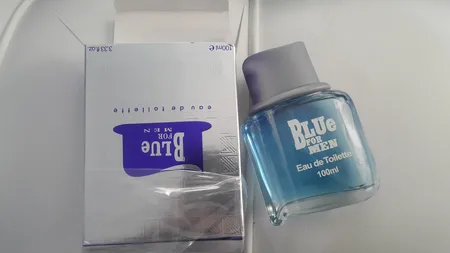 100ml ℮
3.33 fl.oz
eau de toilette
BLUe
FOR
MEN
BLUe
FOR
MEN
Eau de Toilette
100ml